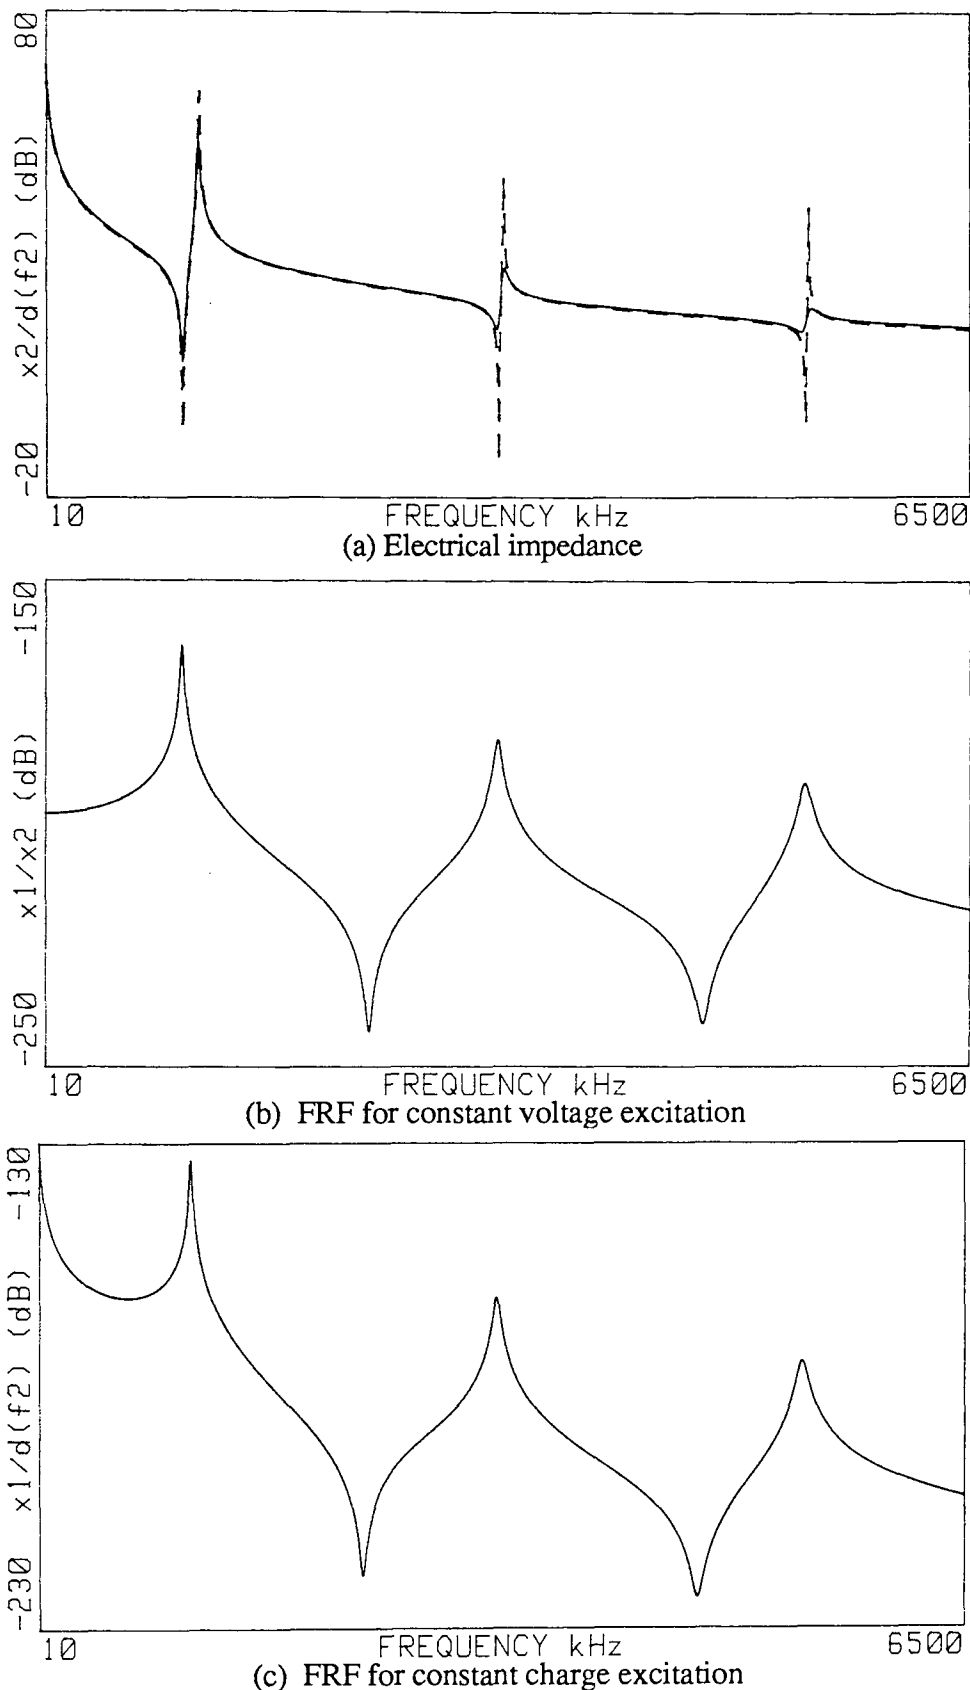 80
x2/d(f2) (dB)
-20
10
FREQUENCY kHz
6500
(a) Electrical impedance
-150
x1/x2 (dB)
-250
10
FREQUENCY kHz
6500
(b) FRF for constant voltage excitation
-130
x1/d(f2) (dB)
-230
10
FREQUENCY kHz
6500
(c) FRF for constant charge excitation